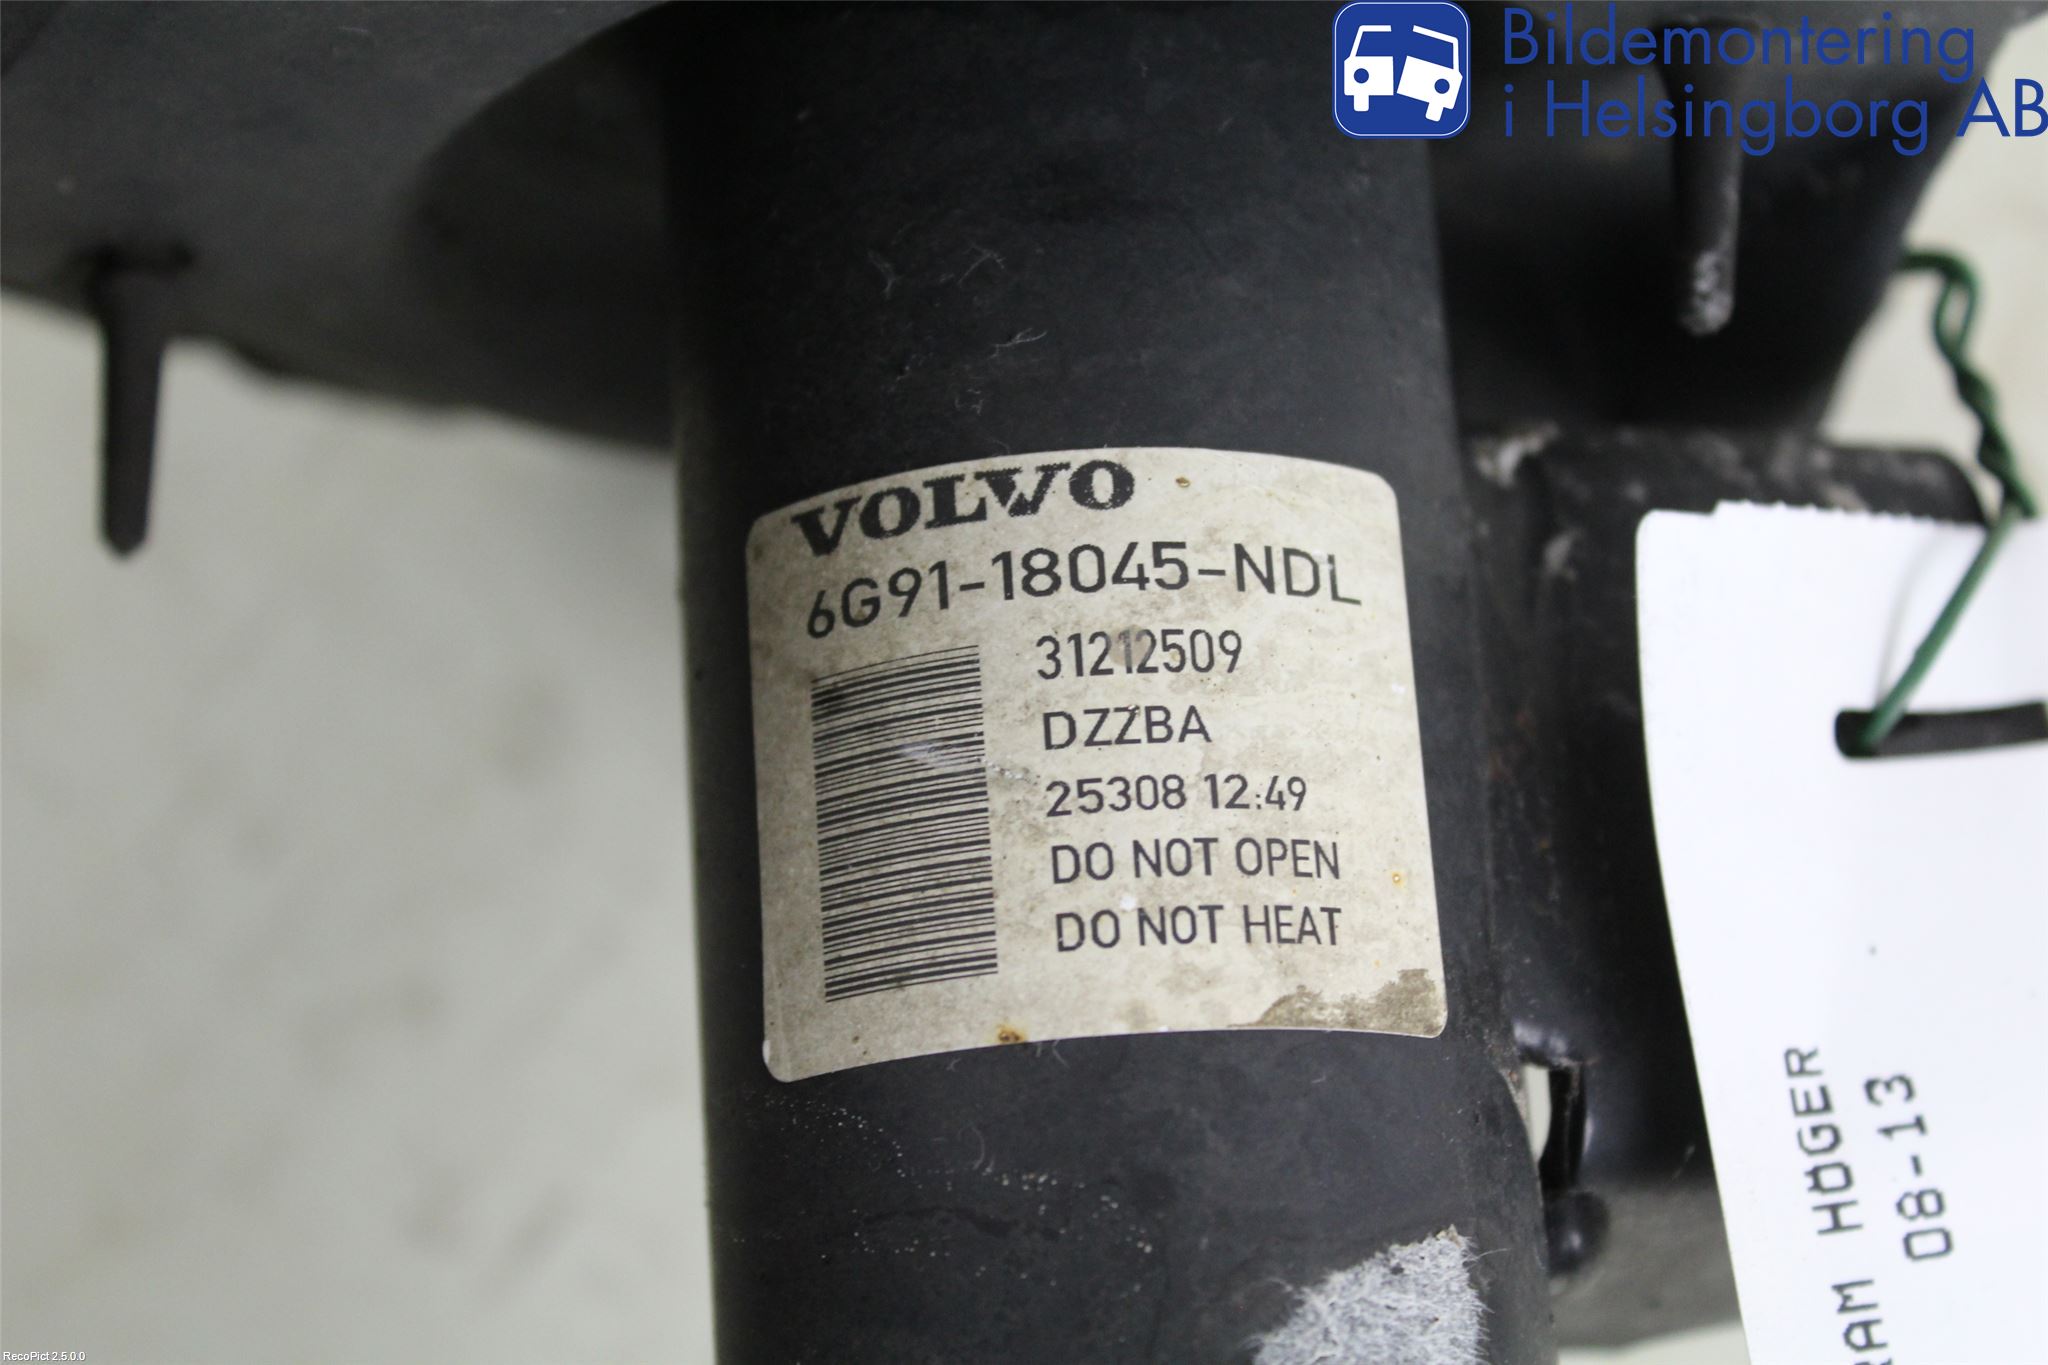 Bildemontering
i Helsingborg AB
VOLVO
6G91-18045-NDL
31212509
DZZBA
25308 12:49
DO NOT OPEN
DO NOT HEAT
HÖGER
08-13
RecoPict 2.5.0.0